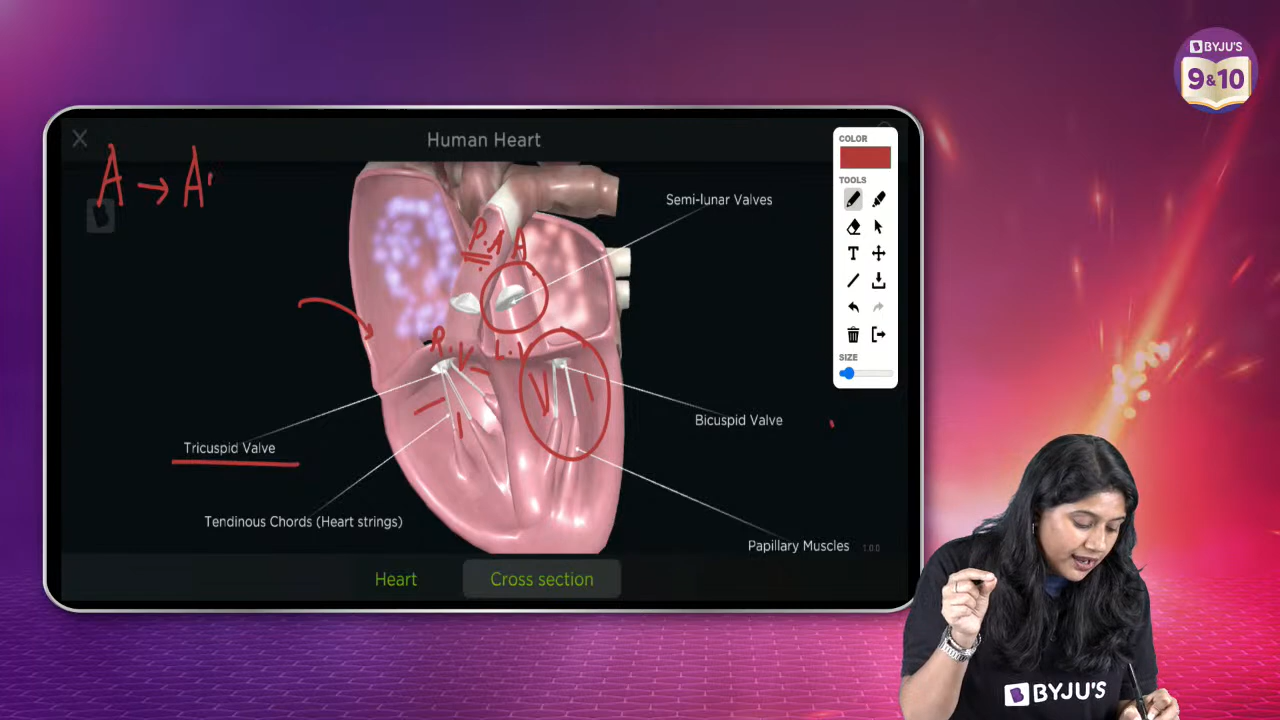 BYJU'S
9&10
Human Heart
COLOR
A → A
TOOLS
Semi-lunar Valves
P.A A
T
R.V L.V
SIZE
Bicuspid Valve
Tricuspid Valve
Tendinous Chords (Heart strings)
Papillary Muscles 1.0.0
Heart Cross section
BYJU'S